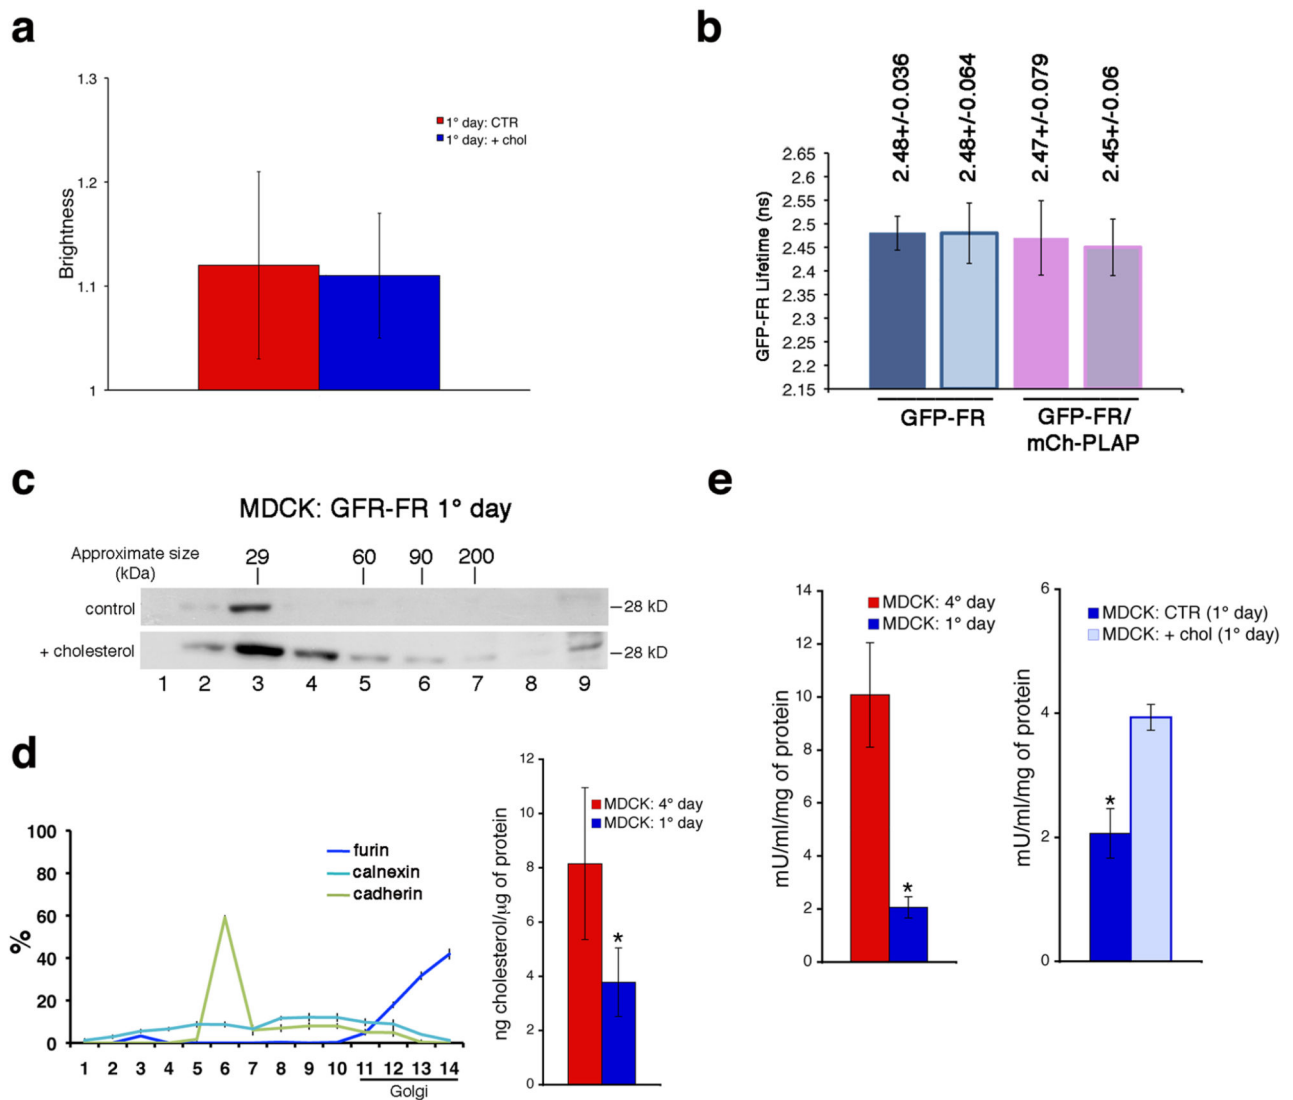 a
1.3
1.2
1.1
1
Brightness
1° day: CTR
1° day: + chol
b
2.48+/-0.036
2.48+/-0.064
2.47+/-0.079
2.45+/-0.06
2.65
2.6
2.55
2.5
2.45
2.4
2.35
2.3
2.25
2.2
2.15
GFP-FR Lifetime (ns)
GFP-FR
GFP-FR/
mCh-PLAP
c
MDCK: GFR-FR 1° day
Approximate size
(kDa)
29 60 90 200
control
28 kD
+ cholesterol
28 kD
1 2 3 4 5 6 7 8 9
d
100
80
60
40
20
0
%
furin
calnexin
cadherin
1 2 3 4 5 6 7 8 9 10 11 12 13 14
Golgi
12
10
8
6
4
2
0
ng cholesterol/µg of protein
MDCK: 4° day
MDCK: 1° day
*
e
14
12
10
8
6
4
2
0
mU/ml/mg of protein
MDCK: 4° day
MDCK: 1° day
*
6
4
2
0
mU/ml/mg of protein
MDCK: CTR (1° day)
MDCK: + chol (1° day)
*